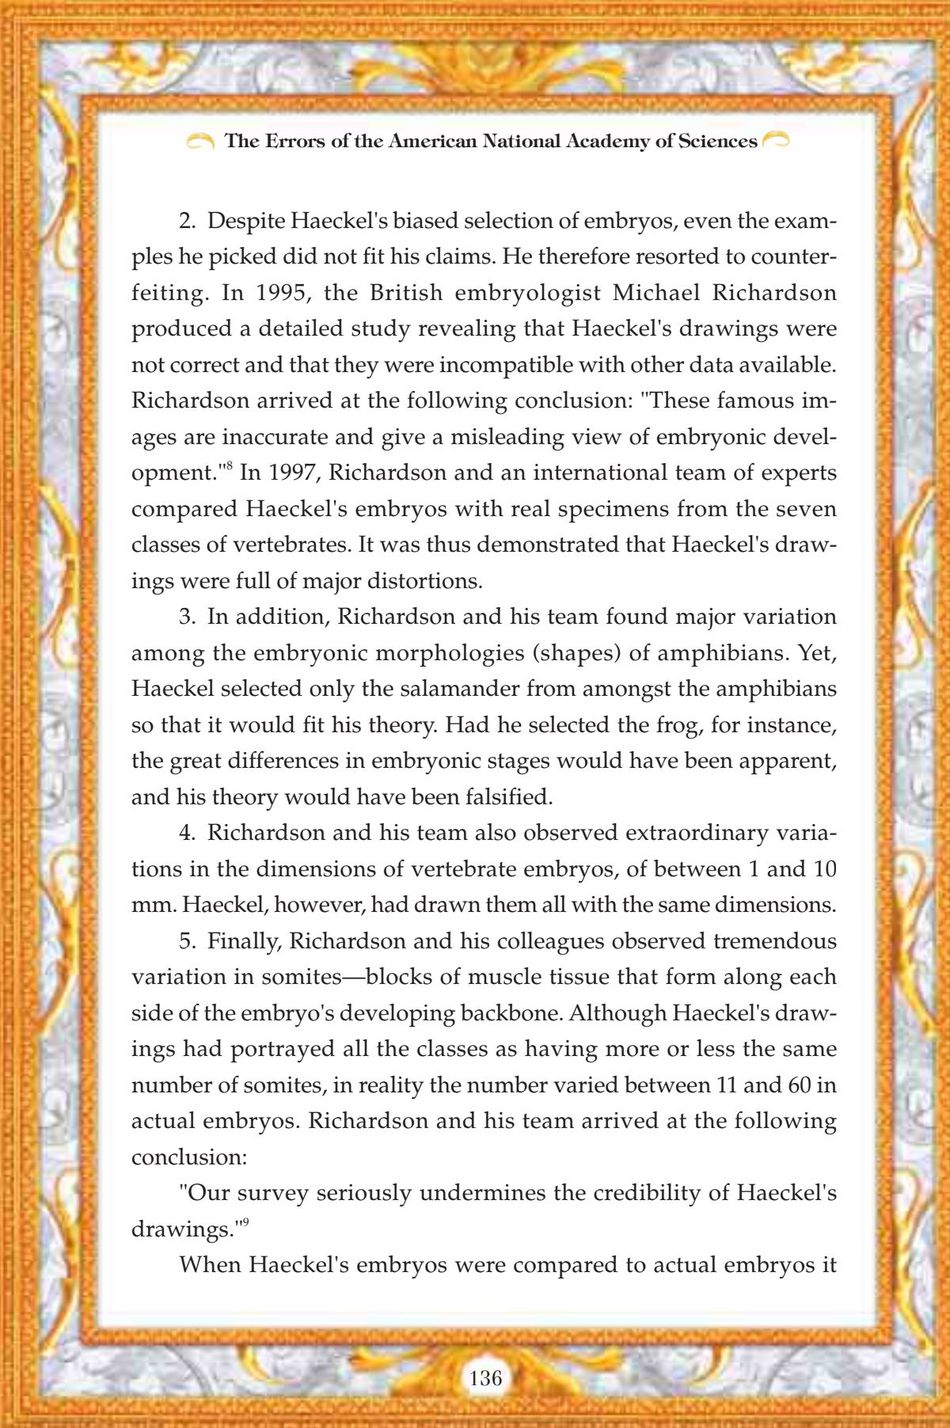 The Errors of the American National Academy of Sciences
2. Despite Haeckel's biased selection of embryos, even the exam-
ples he picked did not fit his claims. He therefore resorted to counter-
feiting. In 1995, the British embryologist Michael Richardson
produced a detailed study revealing that Haeckel's drawings were
not correct and that they were incompatible with other data available.
Richardson arrived at the following conclusion: "These famous im-
ages are inaccurate and give a misleading view of embryonic devel-
opment."8 In 1997, Richardson and an international team of experts
compared Haeckel's embryos with real specimens from the seven
classes of vertebrates. It was thus demonstrated that Haeckel's draw-
ings were full of major distortions.
3. In addition, Richardson and his team found major variation
among the embryonic morphologies (shapes) of amphibians. Yet,
Haeckel selected only the salamander from amongst the amphibians
so that it would fit his theory. Had he selected the frog, for instance,
the great differences in embryonic stages would have been apparent,
and his theory would have been falsified.
4. Richardson and his team also observed extraordinary varia-
tions in the dimensions of vertebrate embryos, of between 1 and 10
mm. Haeckel, however, had drawn them all with the same dimensions.
5. Finally, Richardson and his colleagues observed tremendous
variation in somites—blocks of muscle tissue that form along each
side of the embryo's developing backbone. Although Haeckel's draw-
ings had portrayed all the classes as having more or less the same
number of somites, in reality the number varied between 11 and 60 in
actual embryos. Richardson and his team arrived at the following
conclusion:
"Our survey seriously undermines the credibility of Haeckel's
drawings."9
When Haeckel's embryos were compared to actual embryos it
136